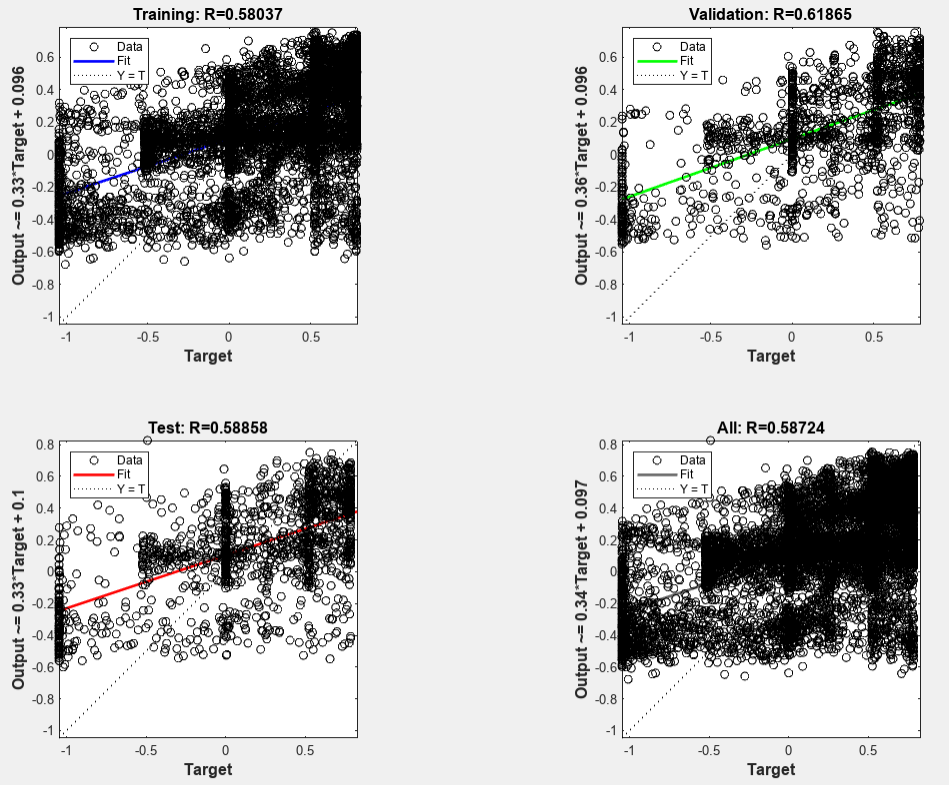 Training: R=0.58037
Output ~= 0.33*Target + 0.096
0.6
0.4
0.2
0
-0.2
-0.4
-0.6
-0.8
-1
Data
Fit
Y = T
-1 -0.5 0 0.5
Target
Validation: R=0.61865
Output ~= 0.36*Target + 0.096
0.6
0.4
0.2
0
-0.2
-0.4
-0.6
-0.8
-1
Data
Fit
Y = T
-1 -0.5 0 0.5
Target
Test: R=0.58858
Output ~= 0.33*Target + 0.1
0.8
0.6
0.4
0.2
0
-0.2
-0.4
-0.6
-0.8
-1
Data
Fit
Y = T
-1 -0.5 0 0.5
Target
All: R=0.58724
Output ~= 0.34*Target + 0.097
0.8
0.6
0.4
0.2
0
-0.2
-0.4
-0.6
-0.8
-1
Data
Fit
Y = T
-1 -0.5 0 0.5
Target